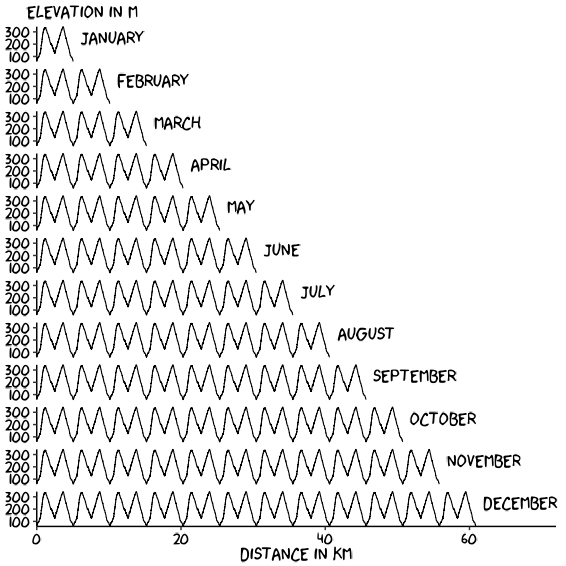 ELEVATION IN M
300
200
100
JANUARY
300
200
100
FEBRUARY
300
200
100
MARCH
300
200
100
APRIL
300
200
100
MAY
300
200
100
JUNE
300
200
100
JULY
300
200
100
AUGUST
300
200
100
SEPTEMBER
300
200
100
OCTOBER
300
200
100
NOVEMBER
300
200
100
DECEMBER
0 20 40 60
DISTANCE IN KM